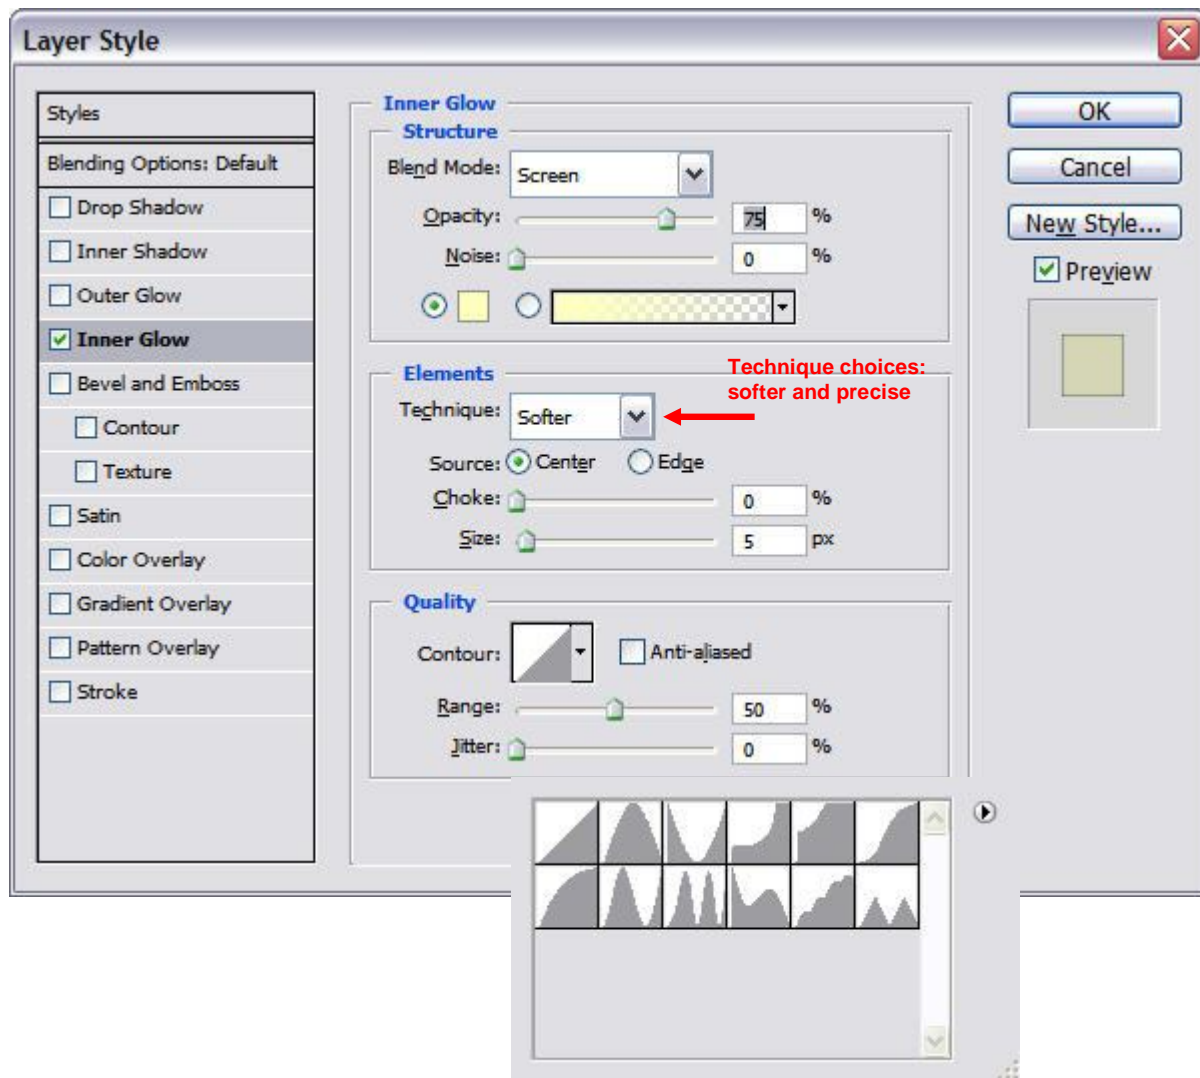 Layer Style
Styles
Blending Options: Default
Drop Shadow
Inner Shadow
Outer Glow
Inner Glow
Bevel and Emboss
Contour
Texture
Satin
Color Overlay
Gradient Overlay
Pattern Overlay
Stroke
Inner Glow
Structure
Blend Mode: Screen
Opacity: 75 %
Noise: 0 %
Elements
Technique choices:
softer and precise
Technique: Softer
Source: Center Edge
Choke: 0 %
Size: 5 px
Quality
Contour: Anti-aliased
Range: 50 %
Jitter: 0 %
OK
Cancel
New Style...
Preview